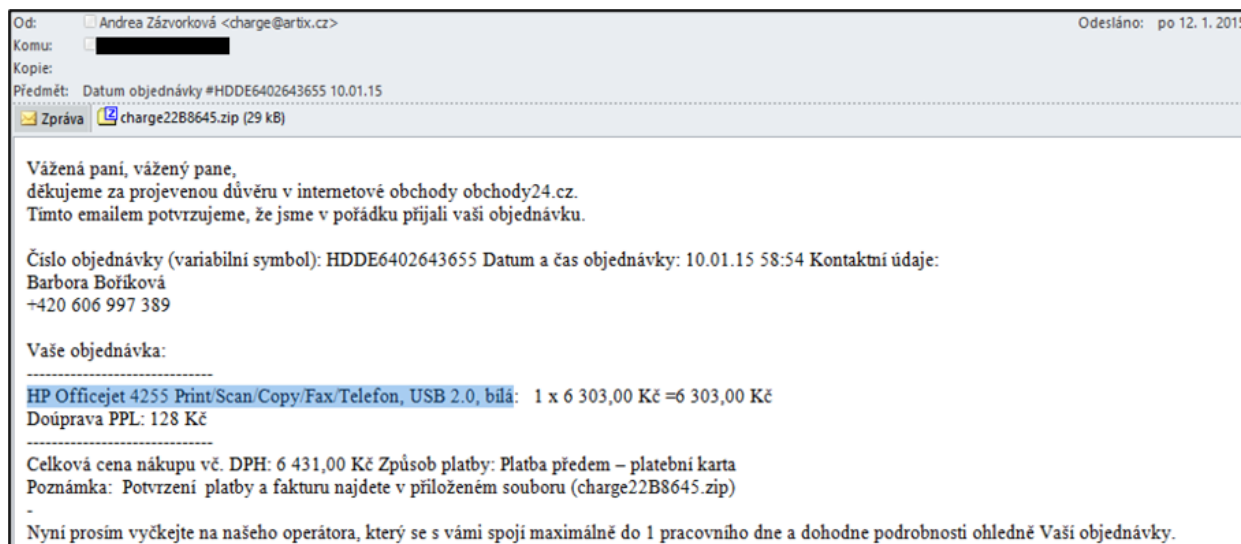 Od: Andrea Zázvorková <charge@artix.cz> Odesláno: po 12. 1. 2015
Komu:
Kopie:
Předmět: Datum objednávky #HDDE6402643655 10.01.15
Zpráva charge22B8645.zip (29 kB)
Vážená paní, vážený pane,
děkujeme za projevenou důvěru v internetové obchody obchody24.cz.
Tímto emailem potvrzujeme, že jsme v pořádku přijali vaši objednávku.
Číslo objednávky (variabilní symbol): HDDE6402643655 Datum a čas objednávky: 10.01.15 58:54 Kontaktní údaje:
Barbora Boříková
+420 606 997 389
Vaše objednávka:
------------------------------
HP Officejet 4255 Print/Scan/Copy/Fax/Telefon, USB 2.0, bílá: 1 x 6 303,00 Kč =6 303,00 Kč
Doúprava PPL: 128 Kč
------------------------------
Celková cena nákupu vč. DPH: 6 431,00 Kč Způsob platby: Platba předem – platební karta
Poznámka: Potvrzení platby a fakturu najdete v přiloženém souboru (charge22B8645.zip)
-
Nyní prosím vyčkejte na našeho operátora, který se s vámi spojí maximálně do 1 pracovního dne a dohodne podrobnosti ohledně Vaší objednávky.